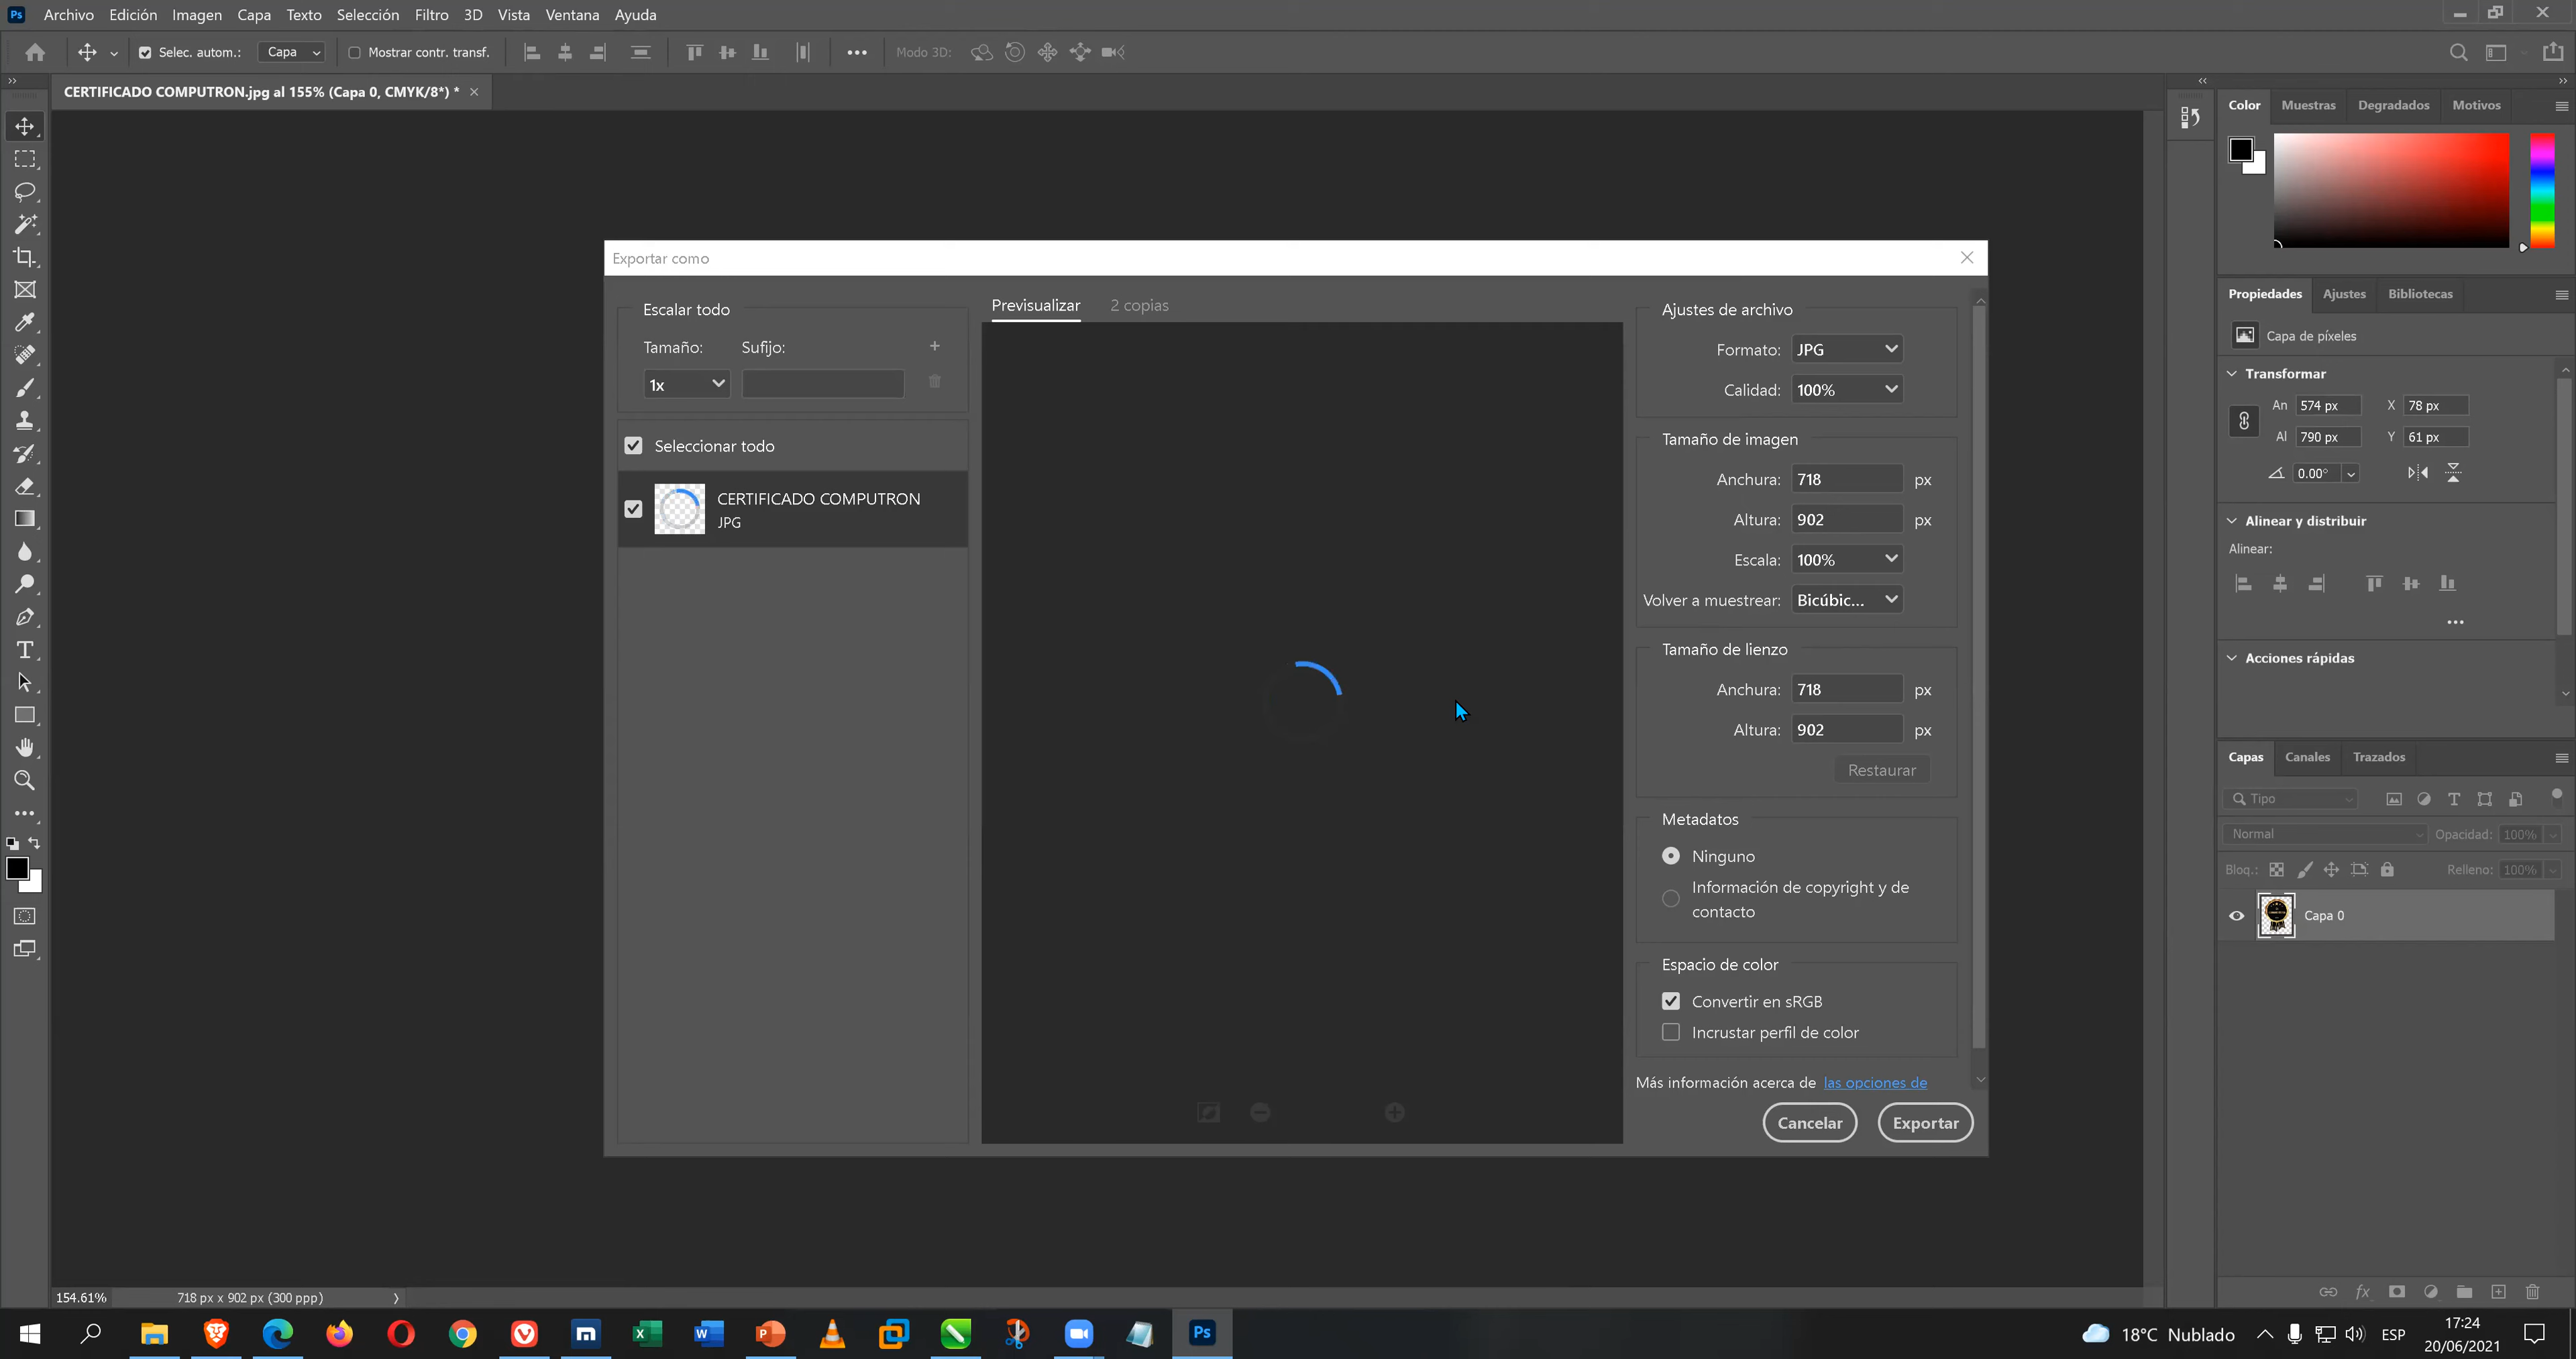 Ps Archivo Edición Imagen Capa Texto Selección Filtro 3D Vista Ventana Ayuda
Selec. autom.: Capa Mostrar contr. transf. Modo 3D:
CERTIFICADO COMPUTRON.jpg al 155% (Capa 0, CMYK/8*) *
Exportar como
Escalar todo
Tamaño: Sufijo:
1x
Seleccionar todo
CERTIFICADO COMPUTRON
JPG
Previsualizar 2 copias
Ajustes de archivo
Formato: JPG
Calidad: 100%
Tamaño de imagen
Anchura: 718 px
Altura: 902 px
Escala: 100%
Volver a muestrear: Bicúbic...
Tamaño de lienzo
Anchura: 718 px
Altura: 902 px
Restaurar
Metadatos
Ninguno
Información de copyright y de
contacto
Espacio de color
Convertir en sRGB
Incrustar perfil de color
Más información acerca de las opciones de
Cancelar Exportar
Color Muestras Degradados Motivos
Propiedades Ajustes Bibliotecas
Capa de píxeles
Transformar
An 574 px X 78 px
Al 790 px Y 61 px
0.00°
Alinear y distribuir
Alinear:
Acciones rápidas
Capas Canales Trazados
Tipo
Normal Opacidad: 100%
Bloq.: Relleno: 100%
Capa 0
fx
154.61% 718 px x 902 px (300 ppp)
Ps
18°C Nublado ESP
17:24
20/06/2021